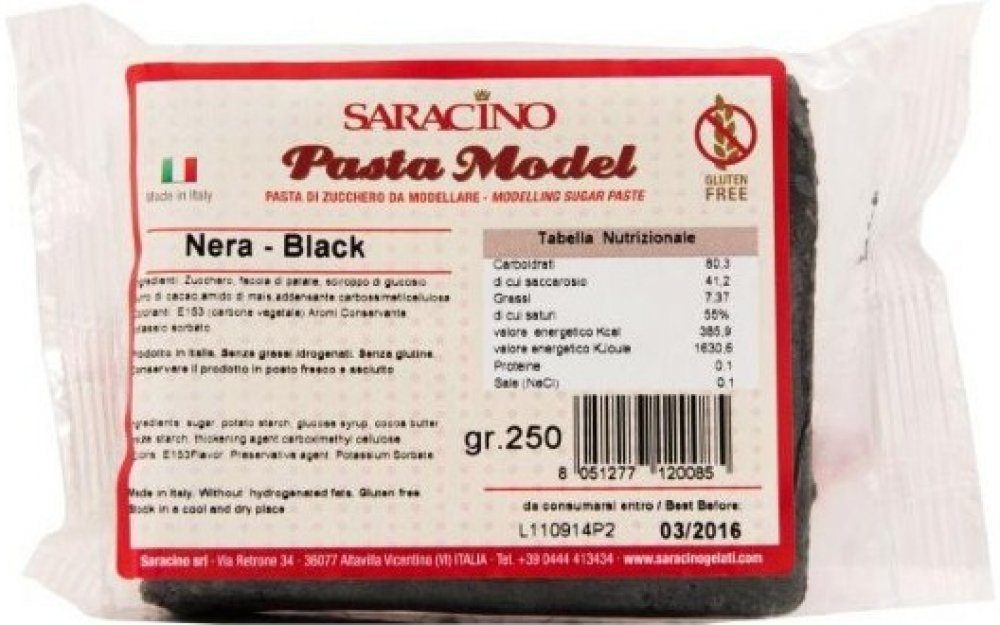 SARACINO
Pasta Model
PASTA DI ZUCCHERO DA MODELLARE - MODELLING SUGAR PASTE
Made in Italy
GLUTEN
FREE
Nera - Black
Zucchero, fecola di patate, sciroppo di glucosio
di cacao, amido di mais, addensante carbossimetilcellulosa
E153 (carbone vegetale) Aromi Conservante
sorbato
in Italia. Senza grassi idrogenati. Senza glutine.
Conservare il prodotto in posto fresco e asciutto
sugar, potato starch, glucose syrup, cocoa butter
starch, thickening agent carboximethyl cellulose
E153 Flavor Preservative agent Potassium Sorbate
Made in Italy. Without hydrogenated fats. Gluten free
Stock in a cool and dry place
Tabella Nutrizionale
Carboidrati 80.3
di cui saccarosio 41,2
Grassi 7.37
di cui saturi 55%
valore energetico Kcal 385,9
valore energetico KJoule 1630,6
Proteine 0.1
Sale (NaCl) 0.1
gr.250
8 051277 120085
da consumarsi entro / Best Before:
L110914P2 03/2016
Saracino srl - Via Retrone 34 - 36077 Altavilla Vicentino (VI) ITALIA - Tel. +39 0444 413434 - www.saracinogelati.com